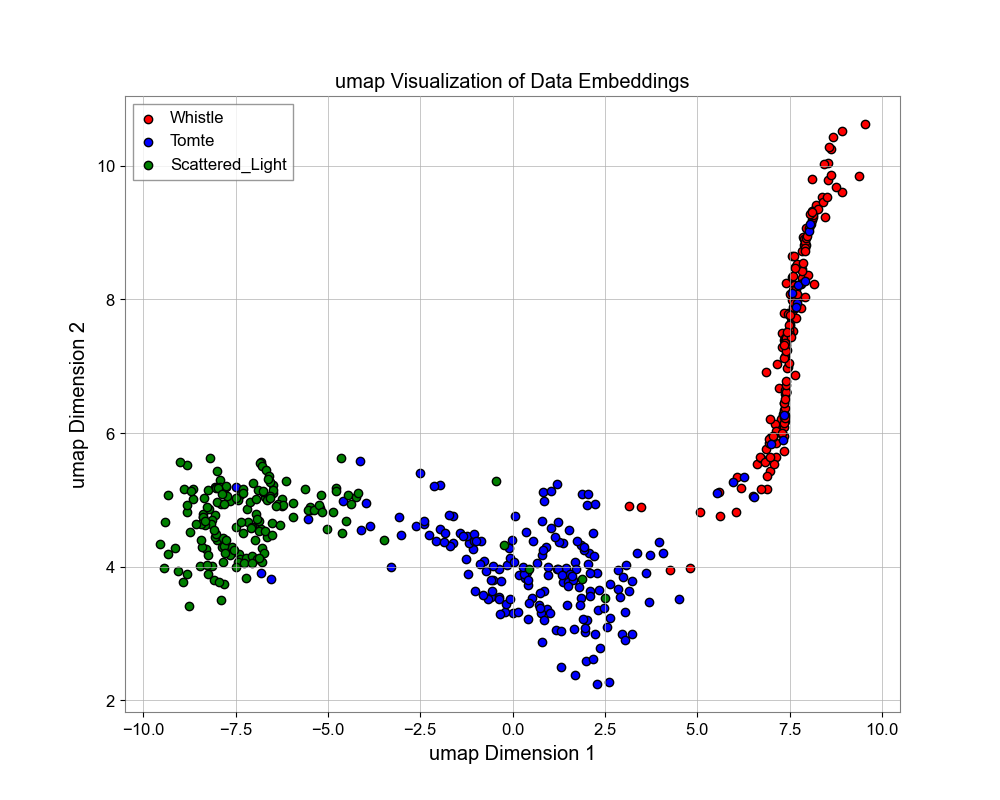 umap Visualization of Data Embeddings
Whistle
Tomte
Scattered_Light
10
8
6
4
2
umap Dimension 2
−10.0 −7.5 −5.0 −2.5 0.0 2.5 5.0 7.5 10.0
umap Dimension 1